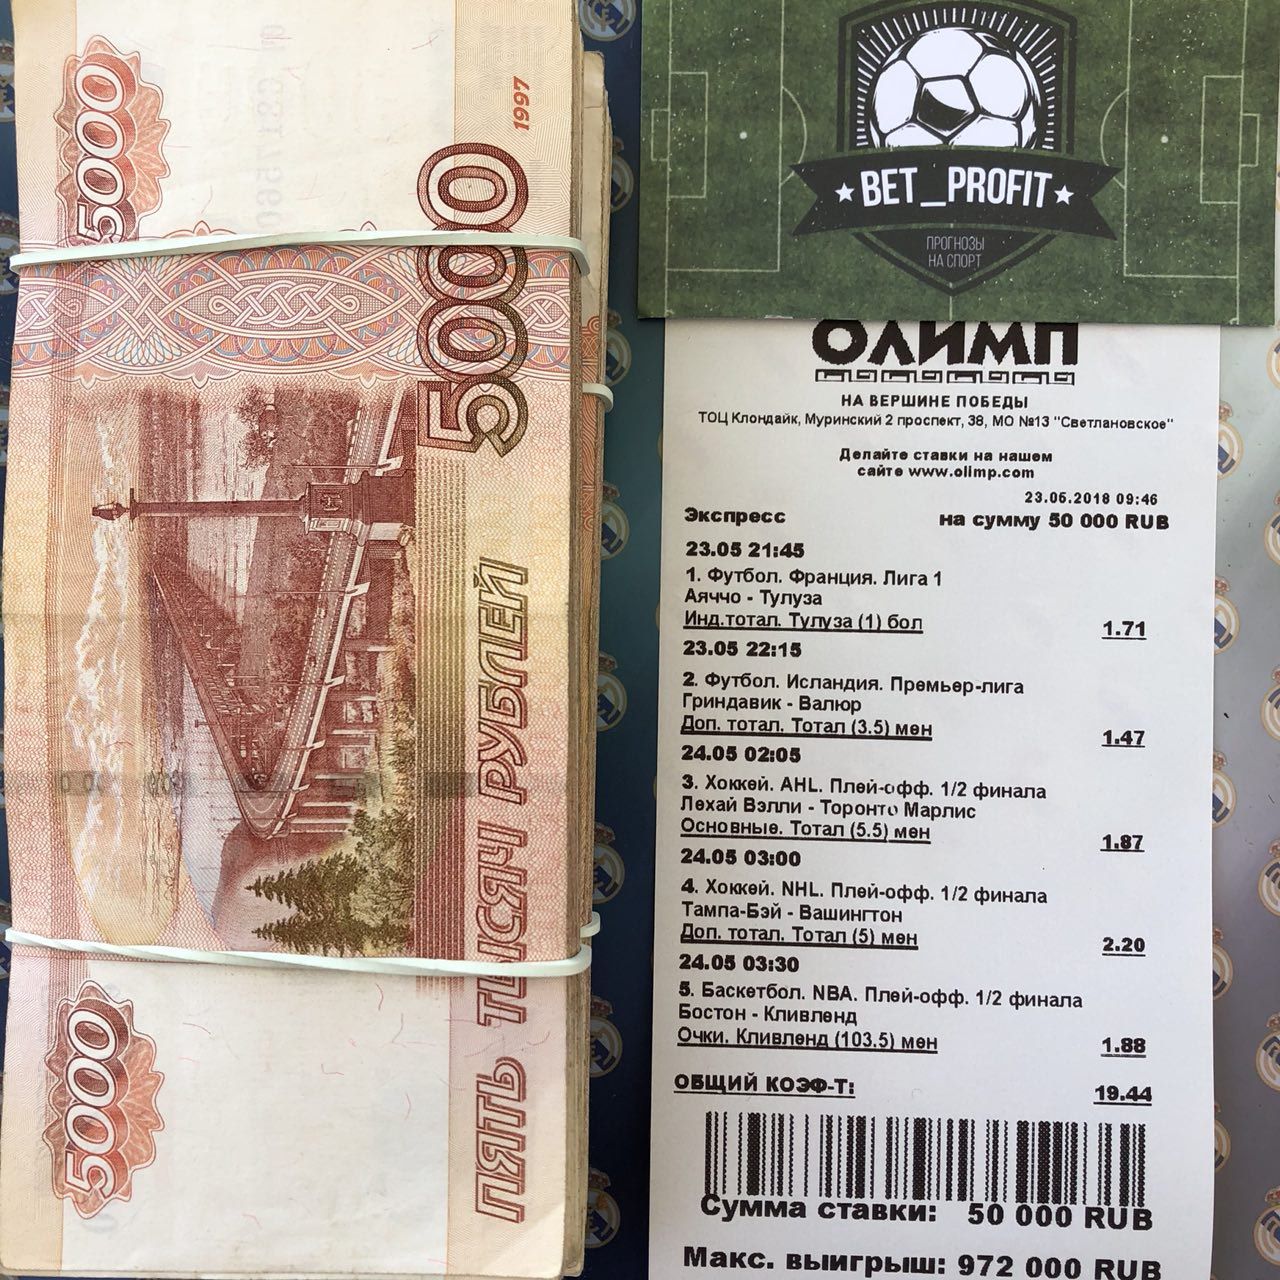 5000
1997
5000
ПЯТЬ ТЫСЯЧ РУБЛЕЙ
5000
BET_PROFIT
ПРОГНОЗЫ
НА СПОРТ
ОЛИМП
НА ВЕРШИНЕ ПОБЕДЫ
ТОЦ Клондайк, Муринский 2 проспект, 38, МО №13 "Светлановское"
Делайте ставки на нашем
сайте www.olimp.com
23.05.2018 09:46
Экспресс на сумму 50 000 RUB
23.05 21:45
1. Футбол. Франция. Лига 1
Аяччо - Тулуза
Инд.тотал. Тулуза (1) бол 1.71
23.05 22:15
2. Футбол. Исландия. Премьер-лига
Гриндавик - Валюр
Доп. тотал. Тотал (3.5) мен 1.47
24.05 02:05
3. Хоккей. AHL. Плей-офф. 1/2 финала
Лехай Вэлли - Торонто Марлис
Основные. Тотал (5.5) мен 1.87
24.05 03:00
4. Хоккей. NHL. Плей-офф. 1/2 финала
Тампа-Бэй - Вашингтон
Доп. тотал. Тотал (5) мен 2.20
24.05 03:30
5. Баскетбол. NBA. Плей-офф. 1/2 финала
Бостон - Кливленд
Очки. Кливленд (103.5) мен 1.88
ОБЩИЙ КОЭФ-Т: 19.44
Сумма ставки: 50 000 RUB
Макс. выигрыш: 972 000 RUB